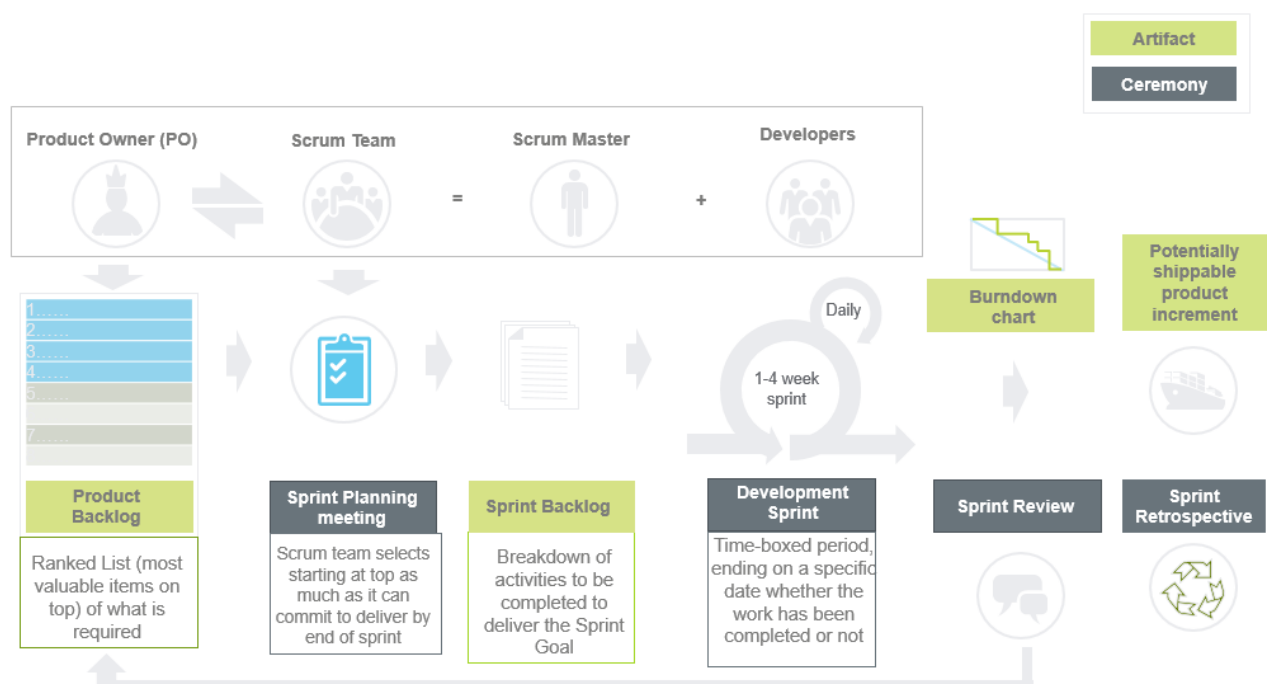 Artifact
Ceremony
Product Owner (PO)
Scrum Team
=
Scrum Master
+
Developers
1......
2......
3......
4......
5......
7......
Daily
1-4 week
sprint
Burndown
chart
Potentially
shippable
product
increment
Product
Backlog
Sprint Planning
meeting
Sprint Backlog
Development
Sprint
Sprint Review
Sprint
Retrospective
Ranked List (most
valuable items on
top) of what is
required
Scrum team selects
starting at top as
much as it can
commit to deliver by
end of sprint
Breakdown of
activities to be
completed to
deliver the Sprint
Goal
Time-boxed period,
ending on a specific
date whether the
work has been
completed or not